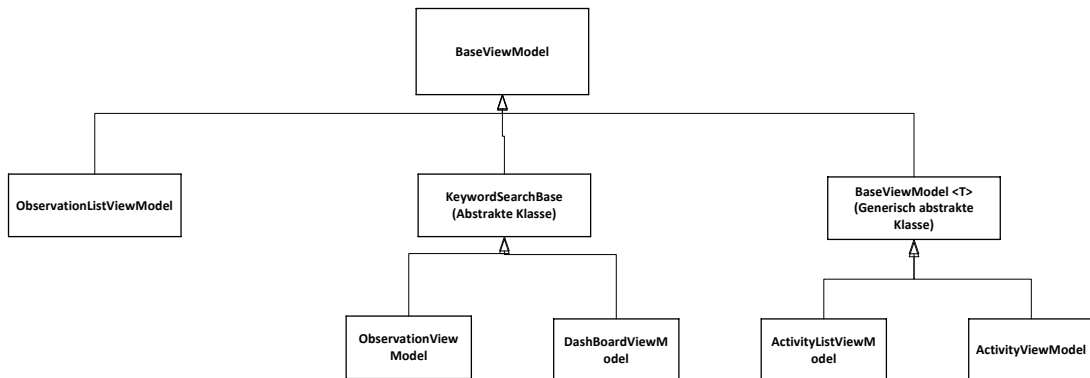 BaseViewModel
ObservationListViewModel
KeywordSearchBase
(Abstrakte Klasse)
BaseViewModel <T>
(Generisch abstrakte
Klasse)
ObservationView
Model
DashBoardViewM
odel
ActivityListViewM
odel
ActivityViewModel